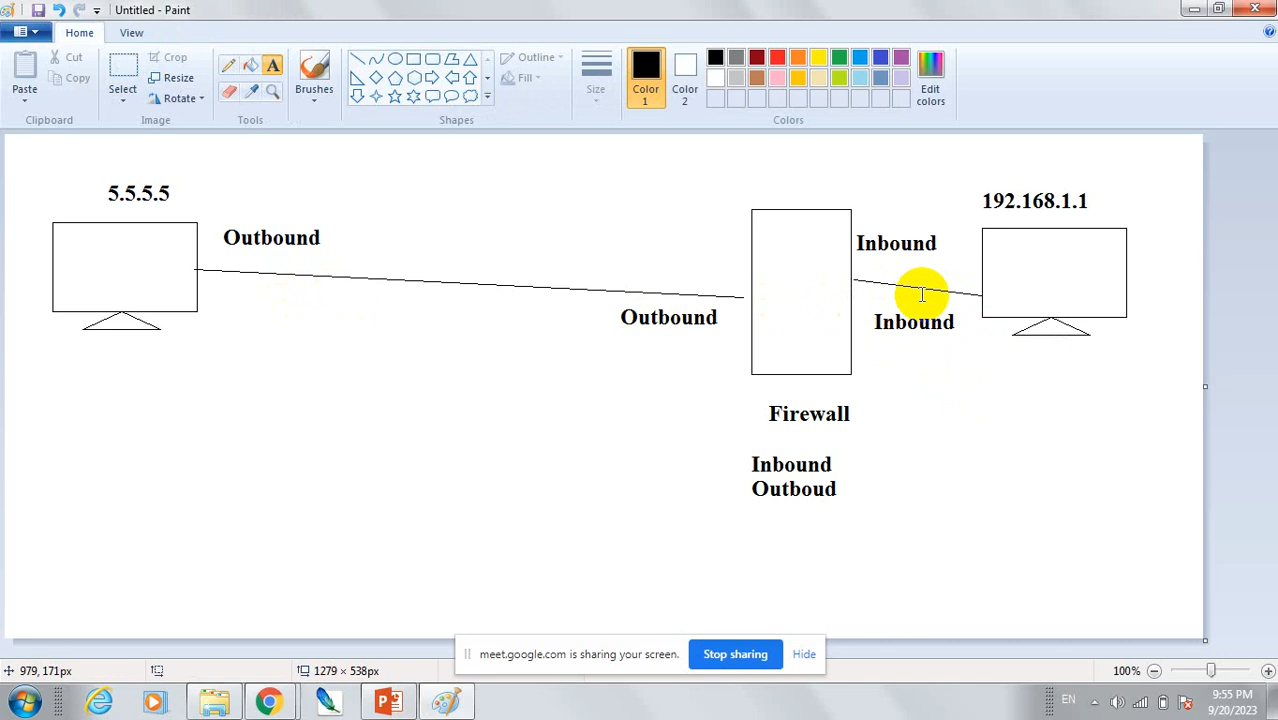 Untitled - Paint
Home
View
Paste
Cut
Copy
Clipboard
Select
Crop
Resize
Rotate
Image
A
Tools
Brushes
Outline
Fill
Shapes
Size
Color 1
Color 2
Edit colors
Colors
5.5.5.5
192.168.1.1
Outbound
Inbound
Outbound
Inbound
Firewall
Inbound
Outboud
meet.google.com is sharing your screen.
Stop sharing
Hide
979, 171px
1279 × 538px
100%
EN
9:55 PM
9/20/2023